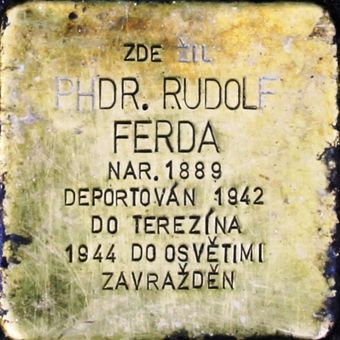 ZDE ŽIL
PHDR. RUDOLF
FERDA
NAR. 1889
DEPORTOVÁN 1942
DO TEREZÍNA
1944 DO OSVĚTIMI
ZAVRAŽDĚN